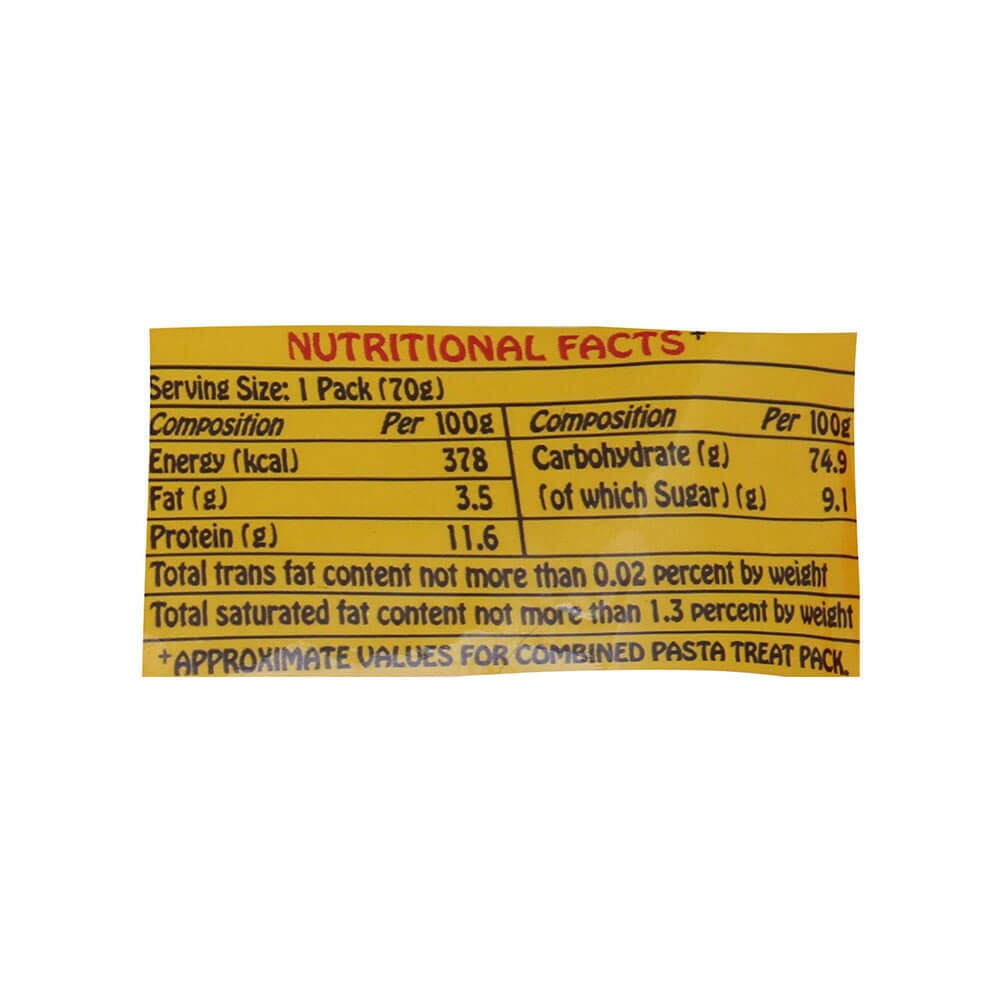 NUTRITIONAL FACTS+
Serving Size: 1 Pack (70g)
Composition Per 100g Composition Per 100g
Energy (kcal) 378 Carbohydrate (g) 74.9
Fat (g) 3.5 (of which Sugar) (g) 9.1
Protein (g) 11.6
Total trans fat content not more than 0.02 percent by weight
Total saturated fat content not more than 1.3 percent by weight
+APPROXIMATE VALUES FOR COMBINED PASTA TREAT PACK.